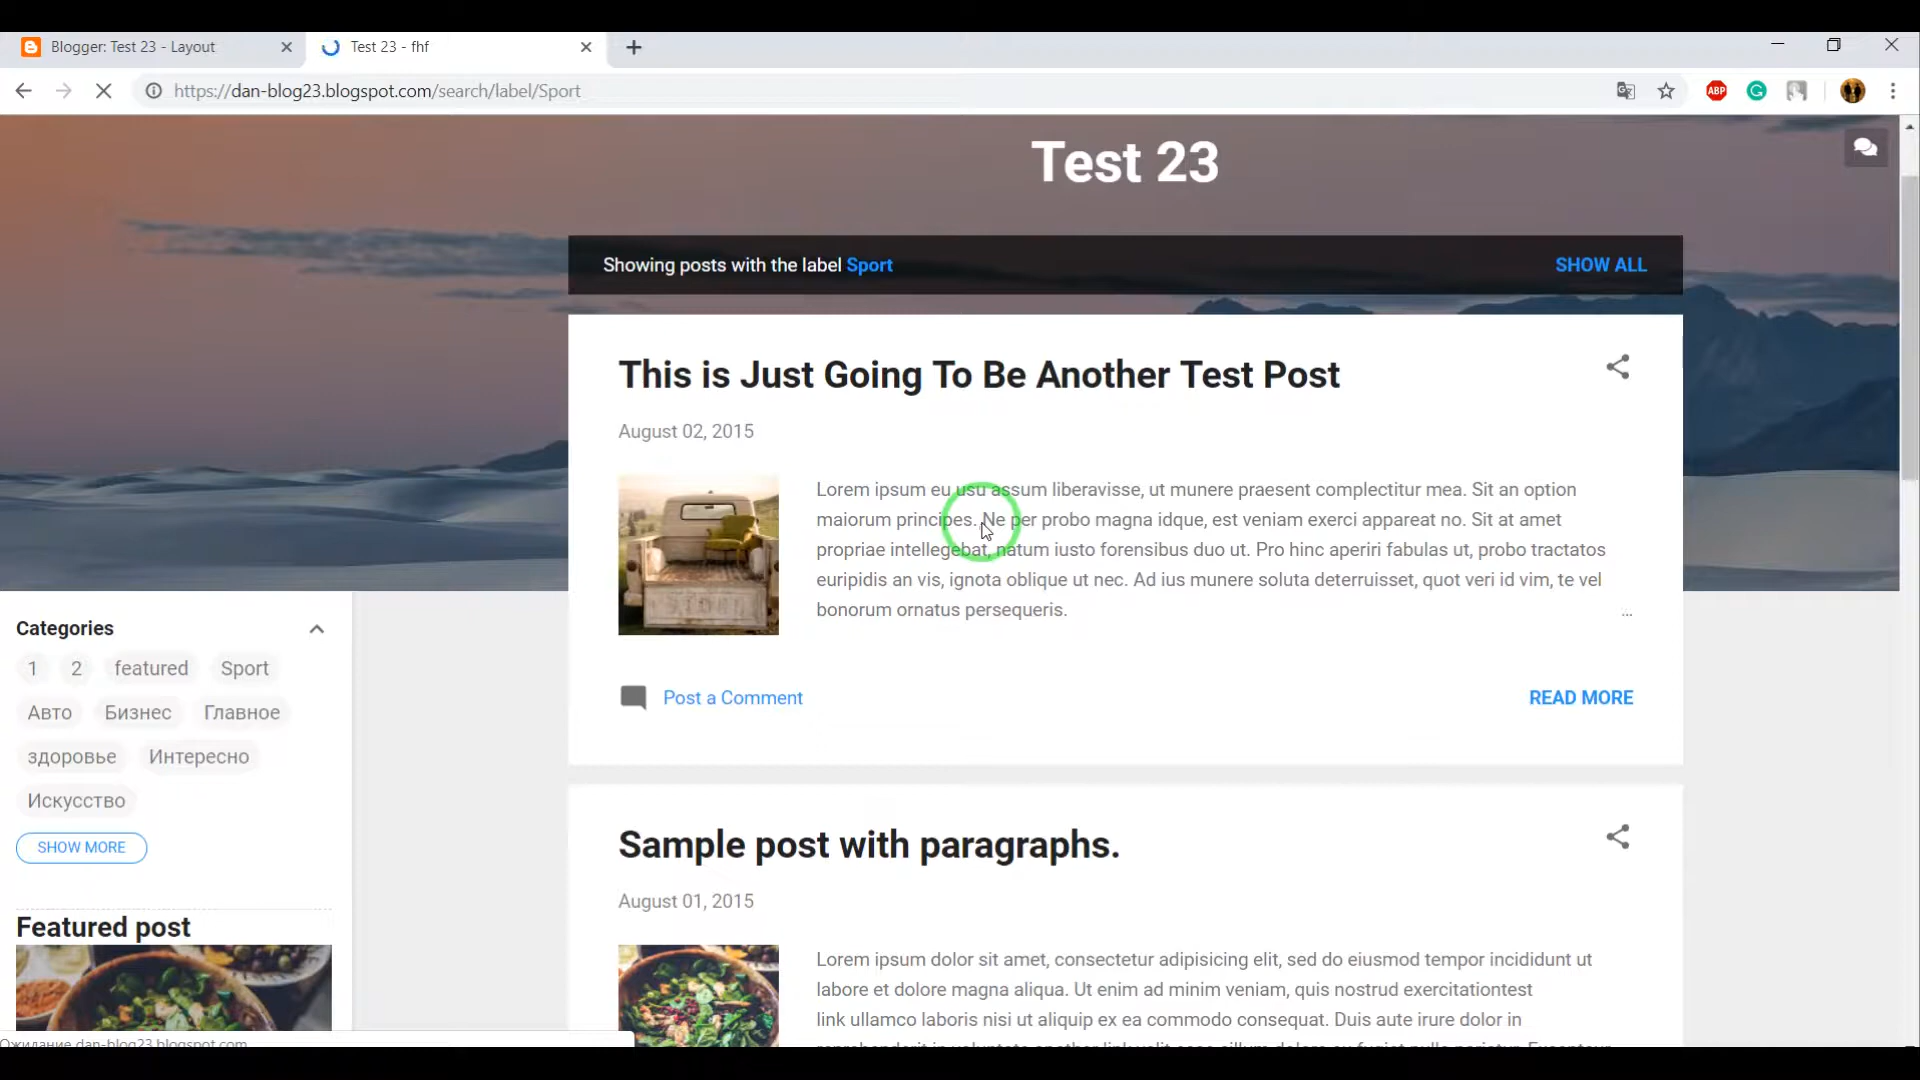 Blogger: Test 23 - Layout
Test 23 - fhf
https://dan-blog23.blogspot.com/search/label/Sport
ABP
Test 23
Showing posts with the label Sport
SHOW ALL
This is Just Going To Be Another Test Post
August 02, 2015
Lorem ipsum eu usu assum liberavisse, ut munere praesent complectitur mea. Sit an option
maiorum principes. Ne per probo magna idque, est veniam exerci appareat no. Sit at amet
propriae intellegebat, natum iusto forensibus duo ut. Pro hinc aperiri fabulas ut, probo tractatos
euripidis an vis, ignota oblique ut nec. Ad ius munere soluta deterruisset, quot veri id vim, te vel
bonorum ornatus persequeris.
...
Post a Comment
READ MORE
Categories
1 2 featured Sport
Авто Бизнес Главное
здоровье Интересно
Искусство
SHOW MORE
Featured post
Sample post with paragraphs.
August 01, 2015
Lorem ipsum dolor sit amet, consectetur adipisicing elit, sed do eiusmod tempor incididunt ut
labore et dolore magna aliqua. Ut enim ad minim veniam, quis nostrud exercitationtest
link ullamco laboris nisi ut aliquip ex ea commodo consequat. Duis aute irure dolor in
Ожидание dan-blog23.blogspot.com